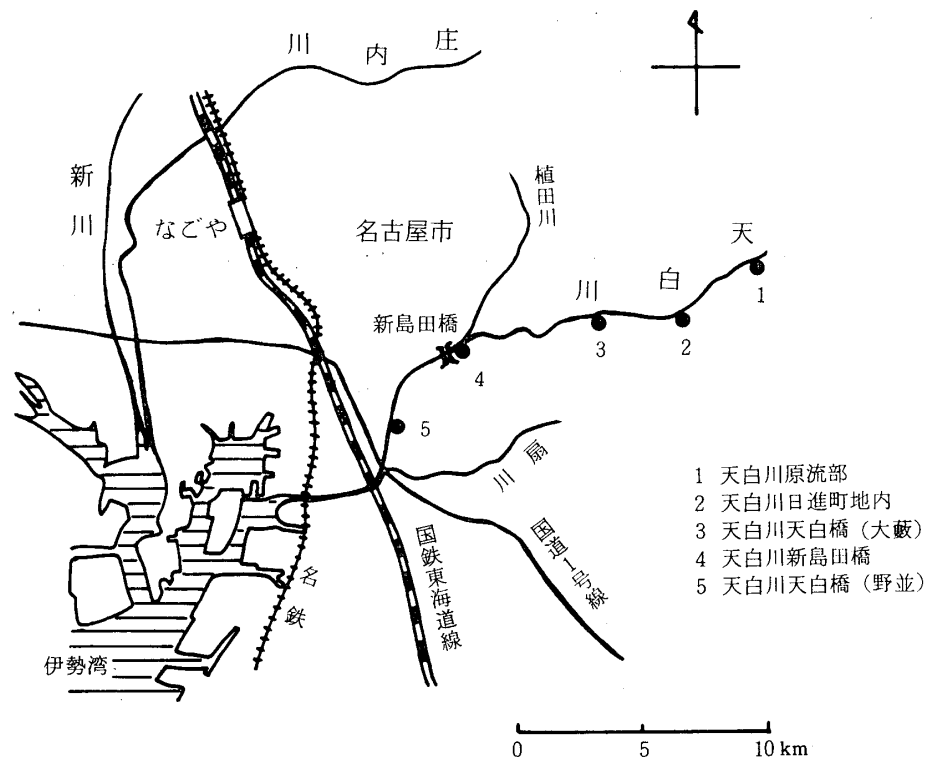 庄内川
新川
なごや
名古屋市
植田川
天白川
新島田橋
1
2
3
4
5
扇川
国道1号線
国鉄東海道線
名鉄
伊勢湾
1 天白川原流部
2 天白川日進町地内
3 天白川天白橋(大藪)
4 天白川新島田橋
5 天白川天白橋(野並)
0 5 10km